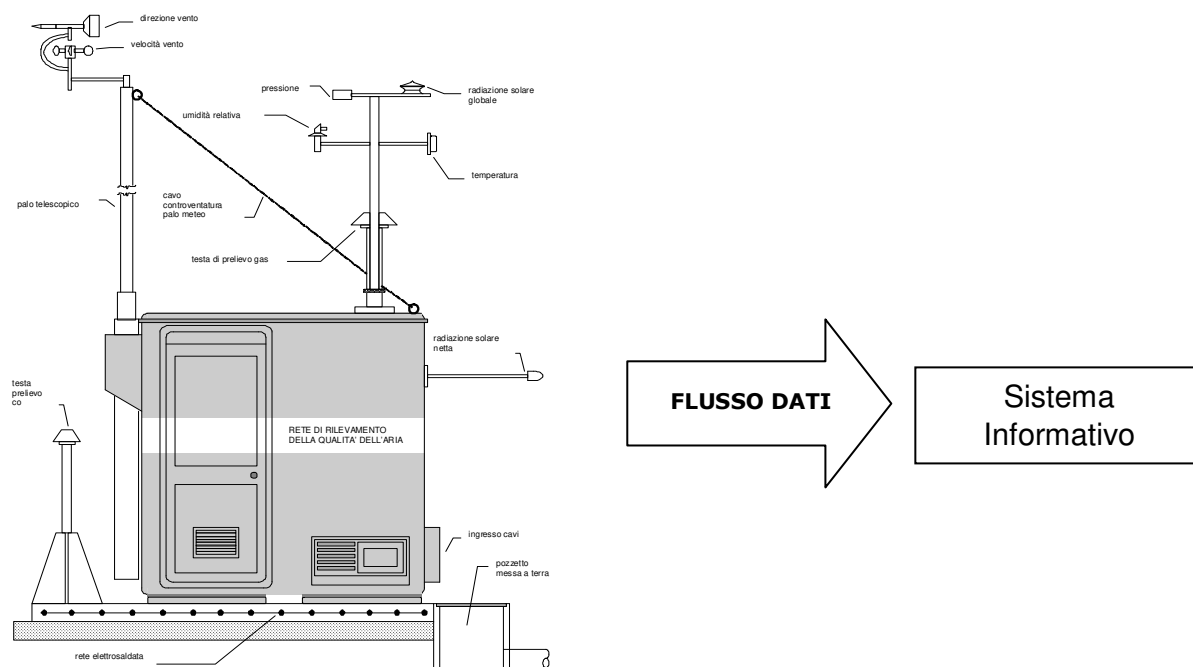 direzione vento
velocità vento
pressione
radiazione solare
globale
umidità relativa
temperatura
palo telescopico
cavo
controventatura
palo meteo
testa di prelievo gas
radiazione solare
netta
testa
prelievo
co
RETE DI RILEVAMENTO
DELLA QUALITA' DELL'ARIA
FLUSSO DATI
Sistema
Informativo
ingresso cavi
pozzetto
messa a terra
rete elettrosaldata